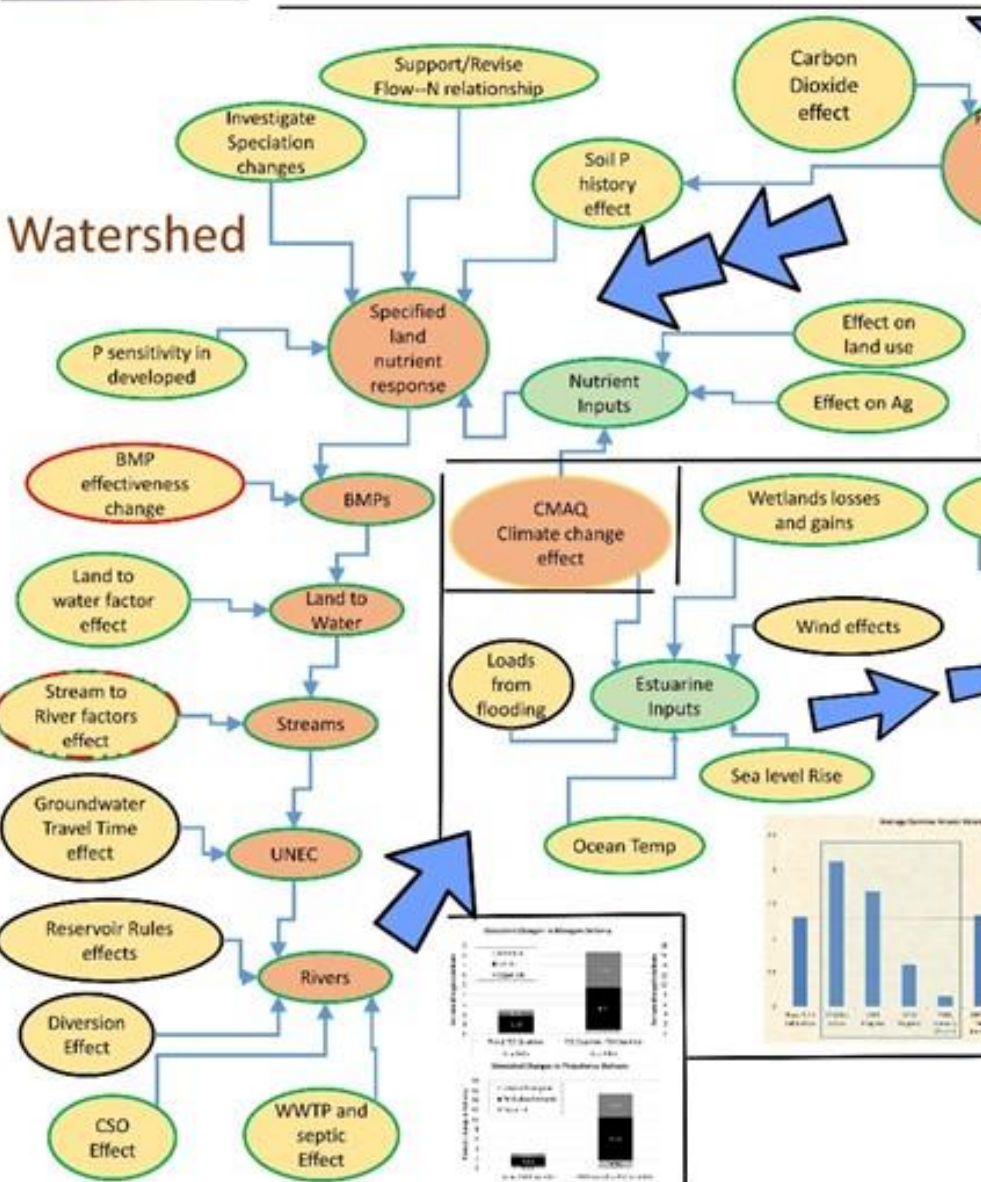 Support/Revise
Flow--N relationship
Carbon
Dioxide
effect
Investigate
Speciation
changes
Soil P
history
effect
Watershed
Specified
land
nutrient
response
Effect on
land use
P sensitivity in
developed
Nutrient
Inputs
Effect on Ag
BMP
effectiveness
change
BMPs
CMAQ
Climate change
effect
Wetlands losses
and gains
Land to
water factor
effect
Land to
Water
Wind effects
Loads
from
flooding
Estuarine
Inputs
Stream to
River factors
effect
Streams
Sea level Rise
Groundwater
Travel Time
effect
UNEC
Ocean Temp
Reservoir Rules
effects
Rivers
Diversion
Effect
CSO
Effect
WWTP and
septic
Effect